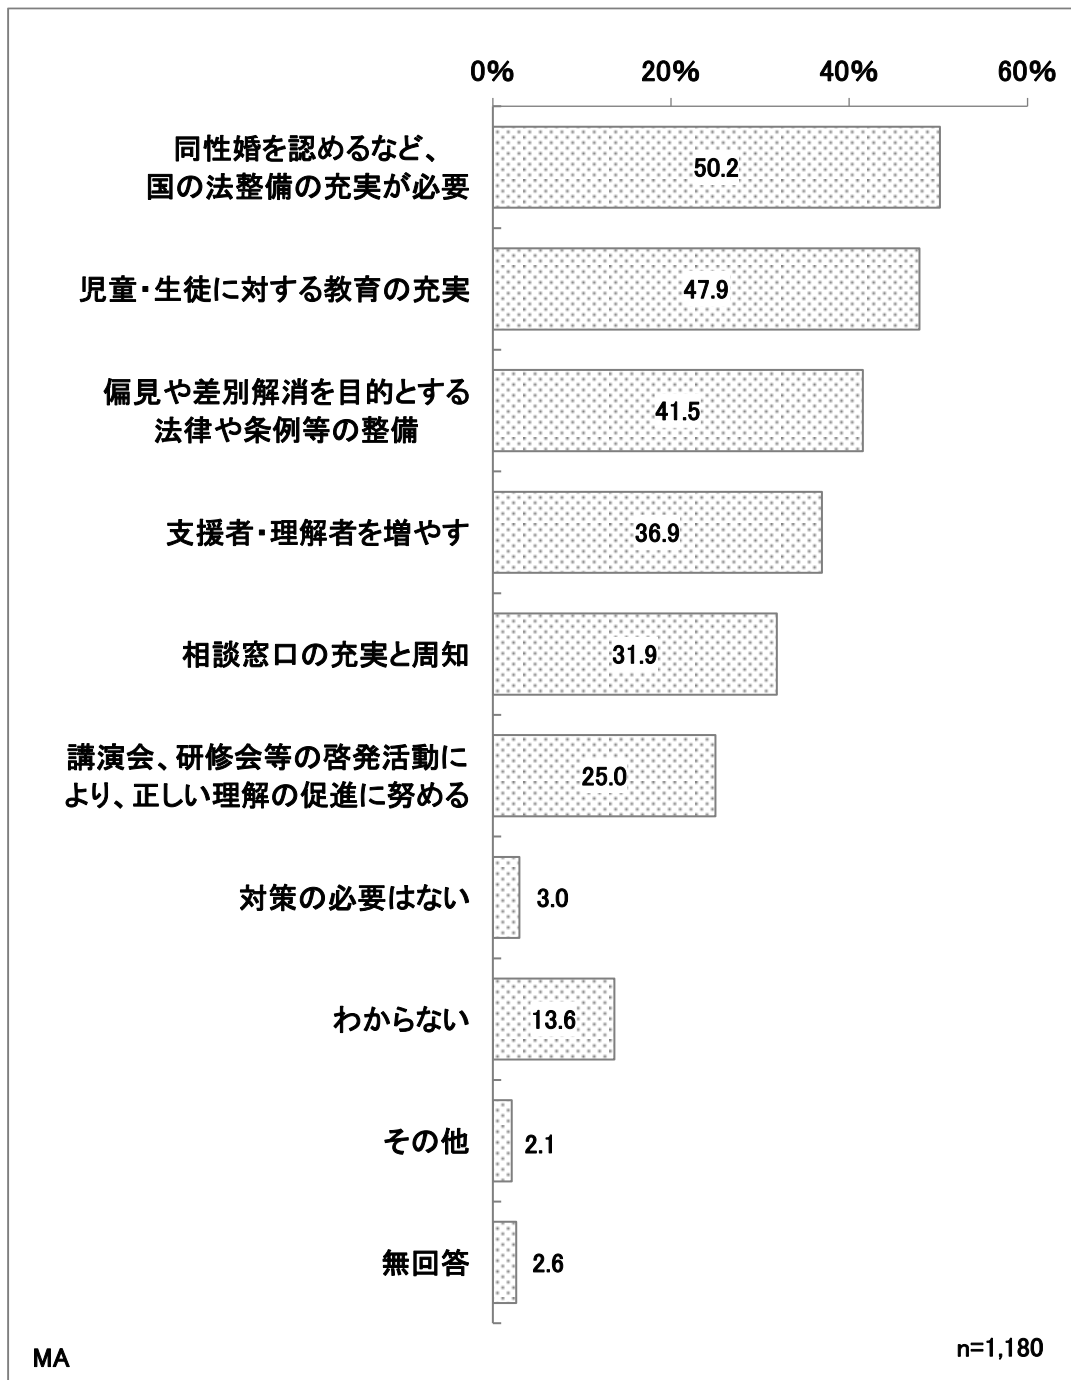 0% 20% 40% 60%
同性婚を認めるなど、
国の法整備の充実が必要
50.2
児童・生徒に対する教育の充実
47.9
偏見や差別解消を目的とする
法律や条例等の整備
41.5
支援者・理解者を増やす
36.9
相談窓口の充実と周知
31.9
講演会、研修会等の啓発活動に
より、正しい理解の促進に努める
25.0
対策の必要はない
3.0
わからない
13.6
その他
2.1
無回答
2.6
MA
n=1,180